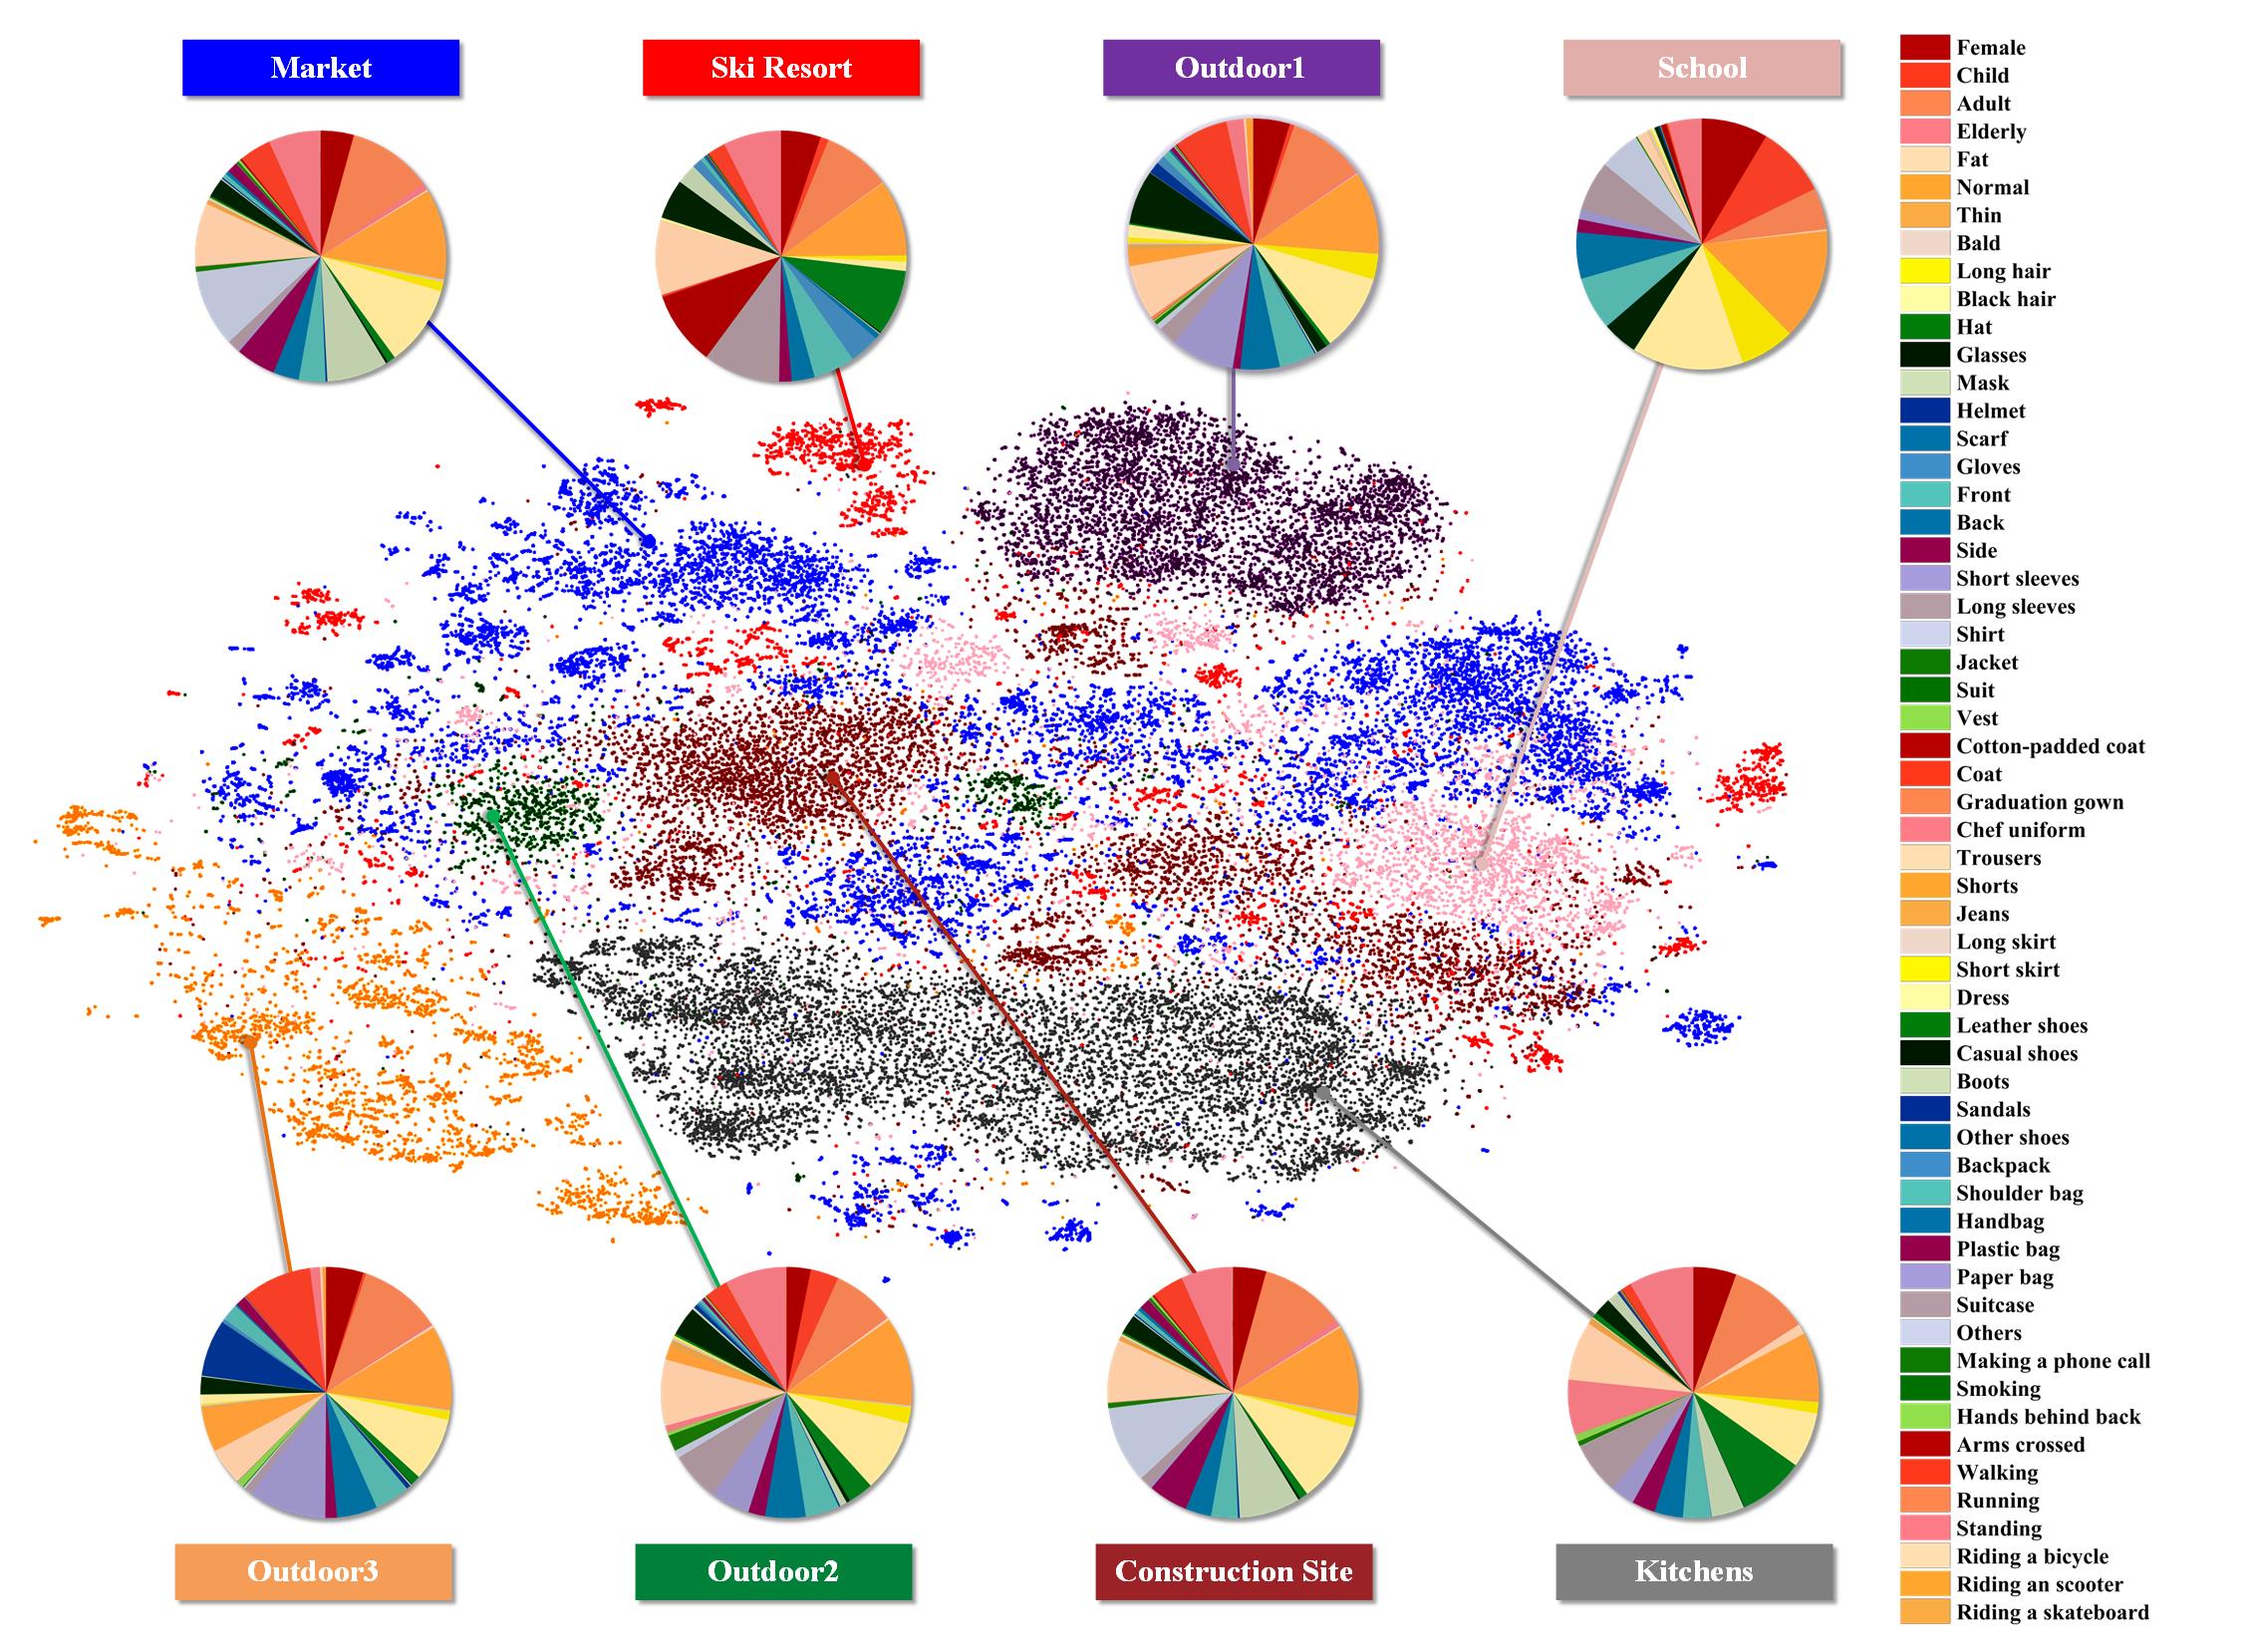 Market
Ski Resort
Outdoor1
School
Female
Child
Adult
Elderly
Fat
Normal
Thin
Bald
Long hair
Black hair
Hat
Glasses
Mask
Helmet
Scarf
Gloves
Front
Back
Side
Short sleeves
Long sleeves
Shirt
Jacket
Suit
Vest
Cotton-padded coat
Coat
Graduation gown
Chef uniform
Trousers
Shorts
Jeans
Long skirt
Short skirt
Dress
Leather shoes
Casual shoes
Boots
Sandals
Other shoes
Backpack
Shoulder bag
Handbag
Plastic bag
Paper bag
Suitcase
Others
Making a phone call
Smoking
Hands behind back
Arms crossed
Walking
Running
Standing
Riding a bicycle
Riding an scooter
Riding a skateboard
Outdoor3
Outdoor2
Construction Site
Kitchens